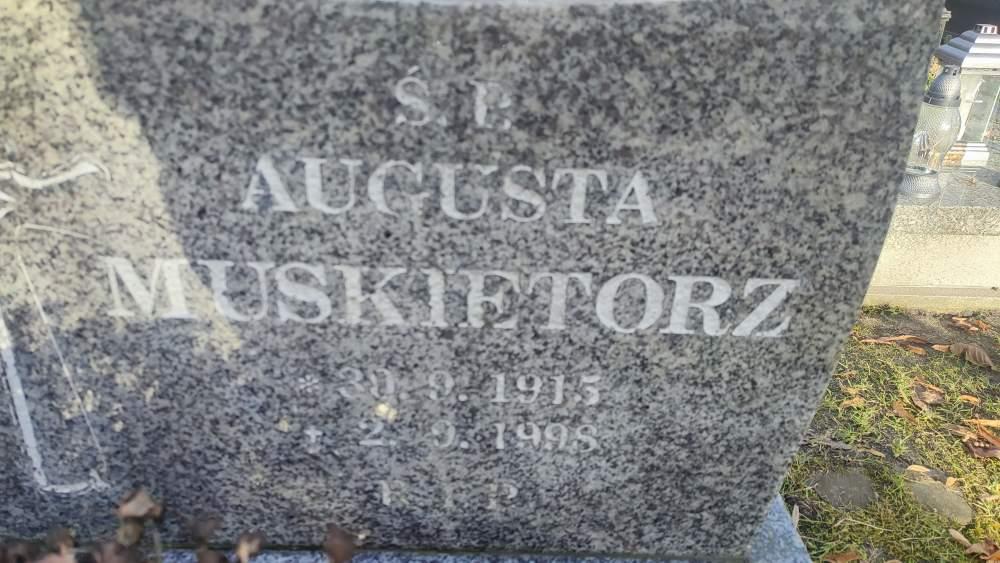 Ś.P.
AUGUSTA
MUSKIETORZ
* 30. 9. 1915
+ 2. 9. 1998
R I P